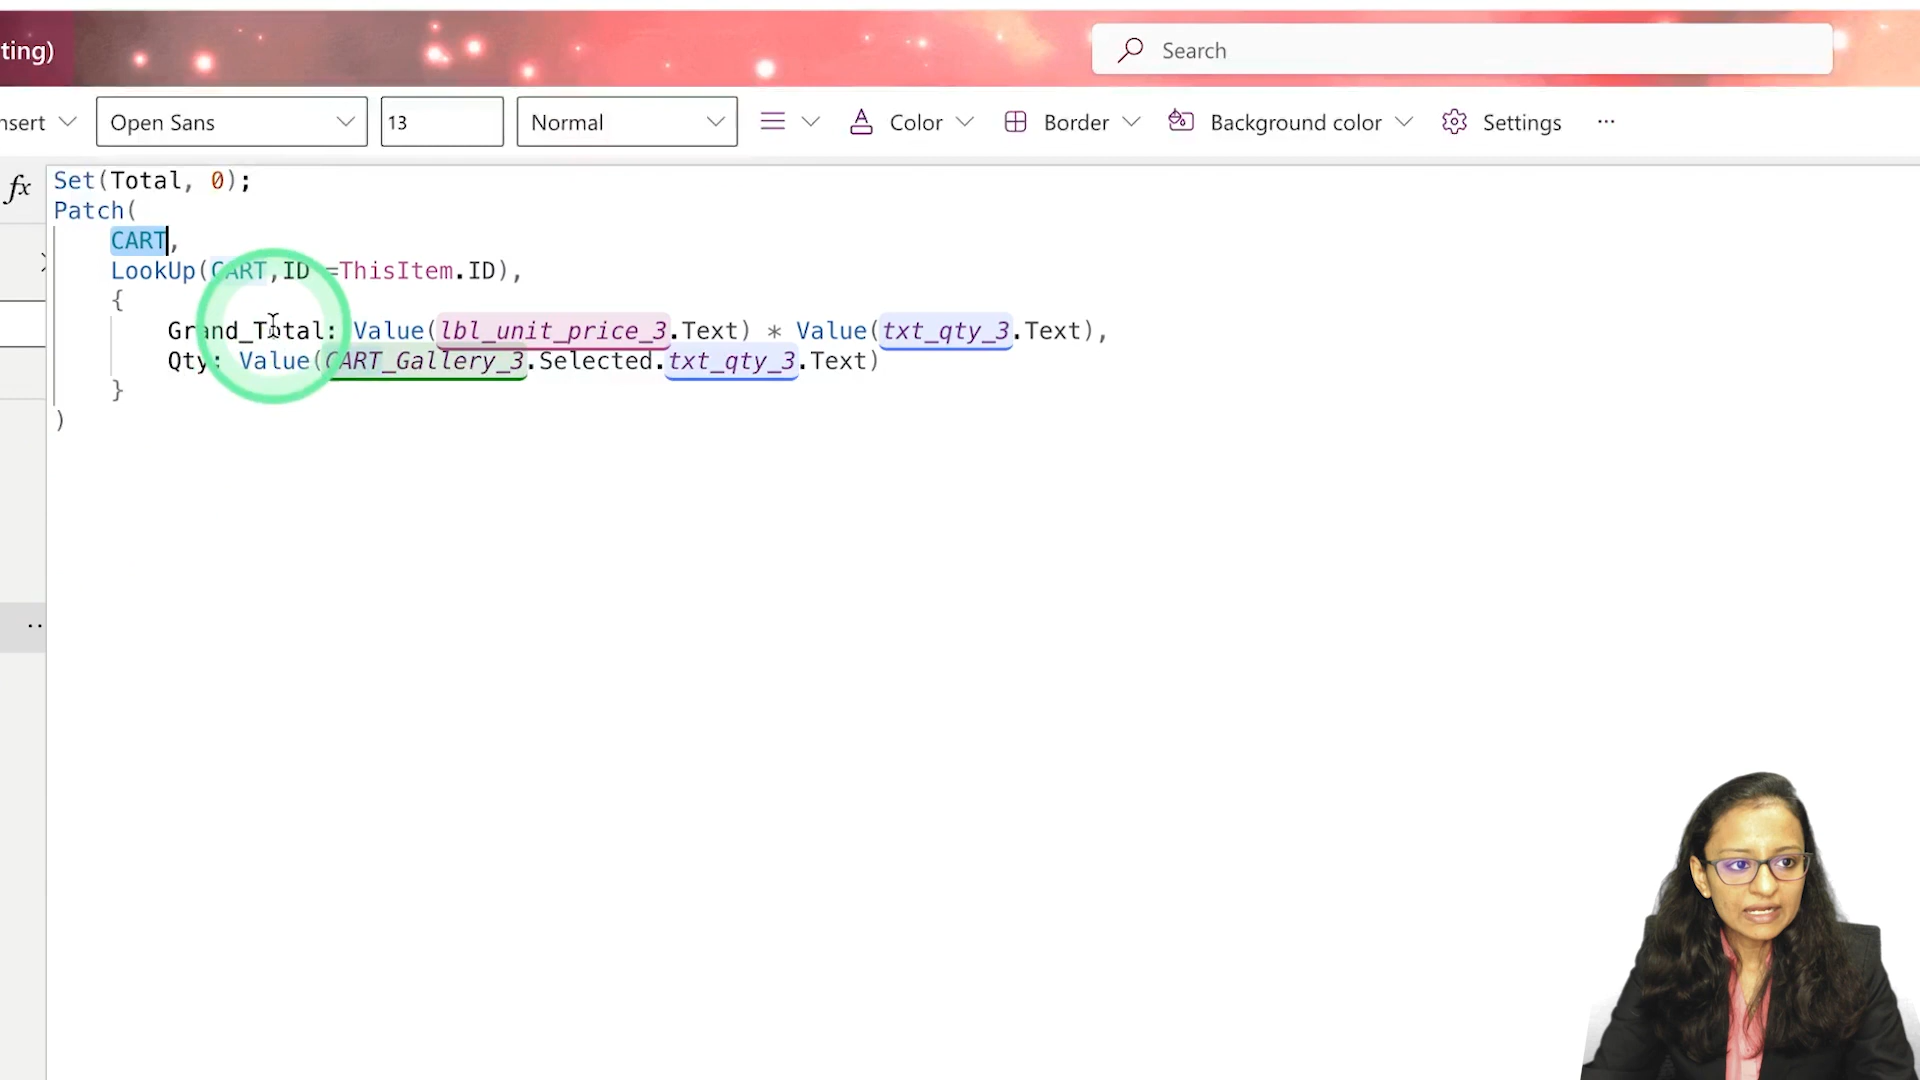 ting)
Search
nsert
Open Sans
13
Normal
Color
Border
Background color
Settings
...
fx
Set(Total, 0);
Patch(
CART,
LookUp(CART,ID =ThisItem.ID),
{
Grand_Total: Value(lbl_unit_price_3.Text) * Value(txt_qty_3.Text),
Qty: Value(CART_Gallery_3.Selected.txt_qty_3.Text)
}
)